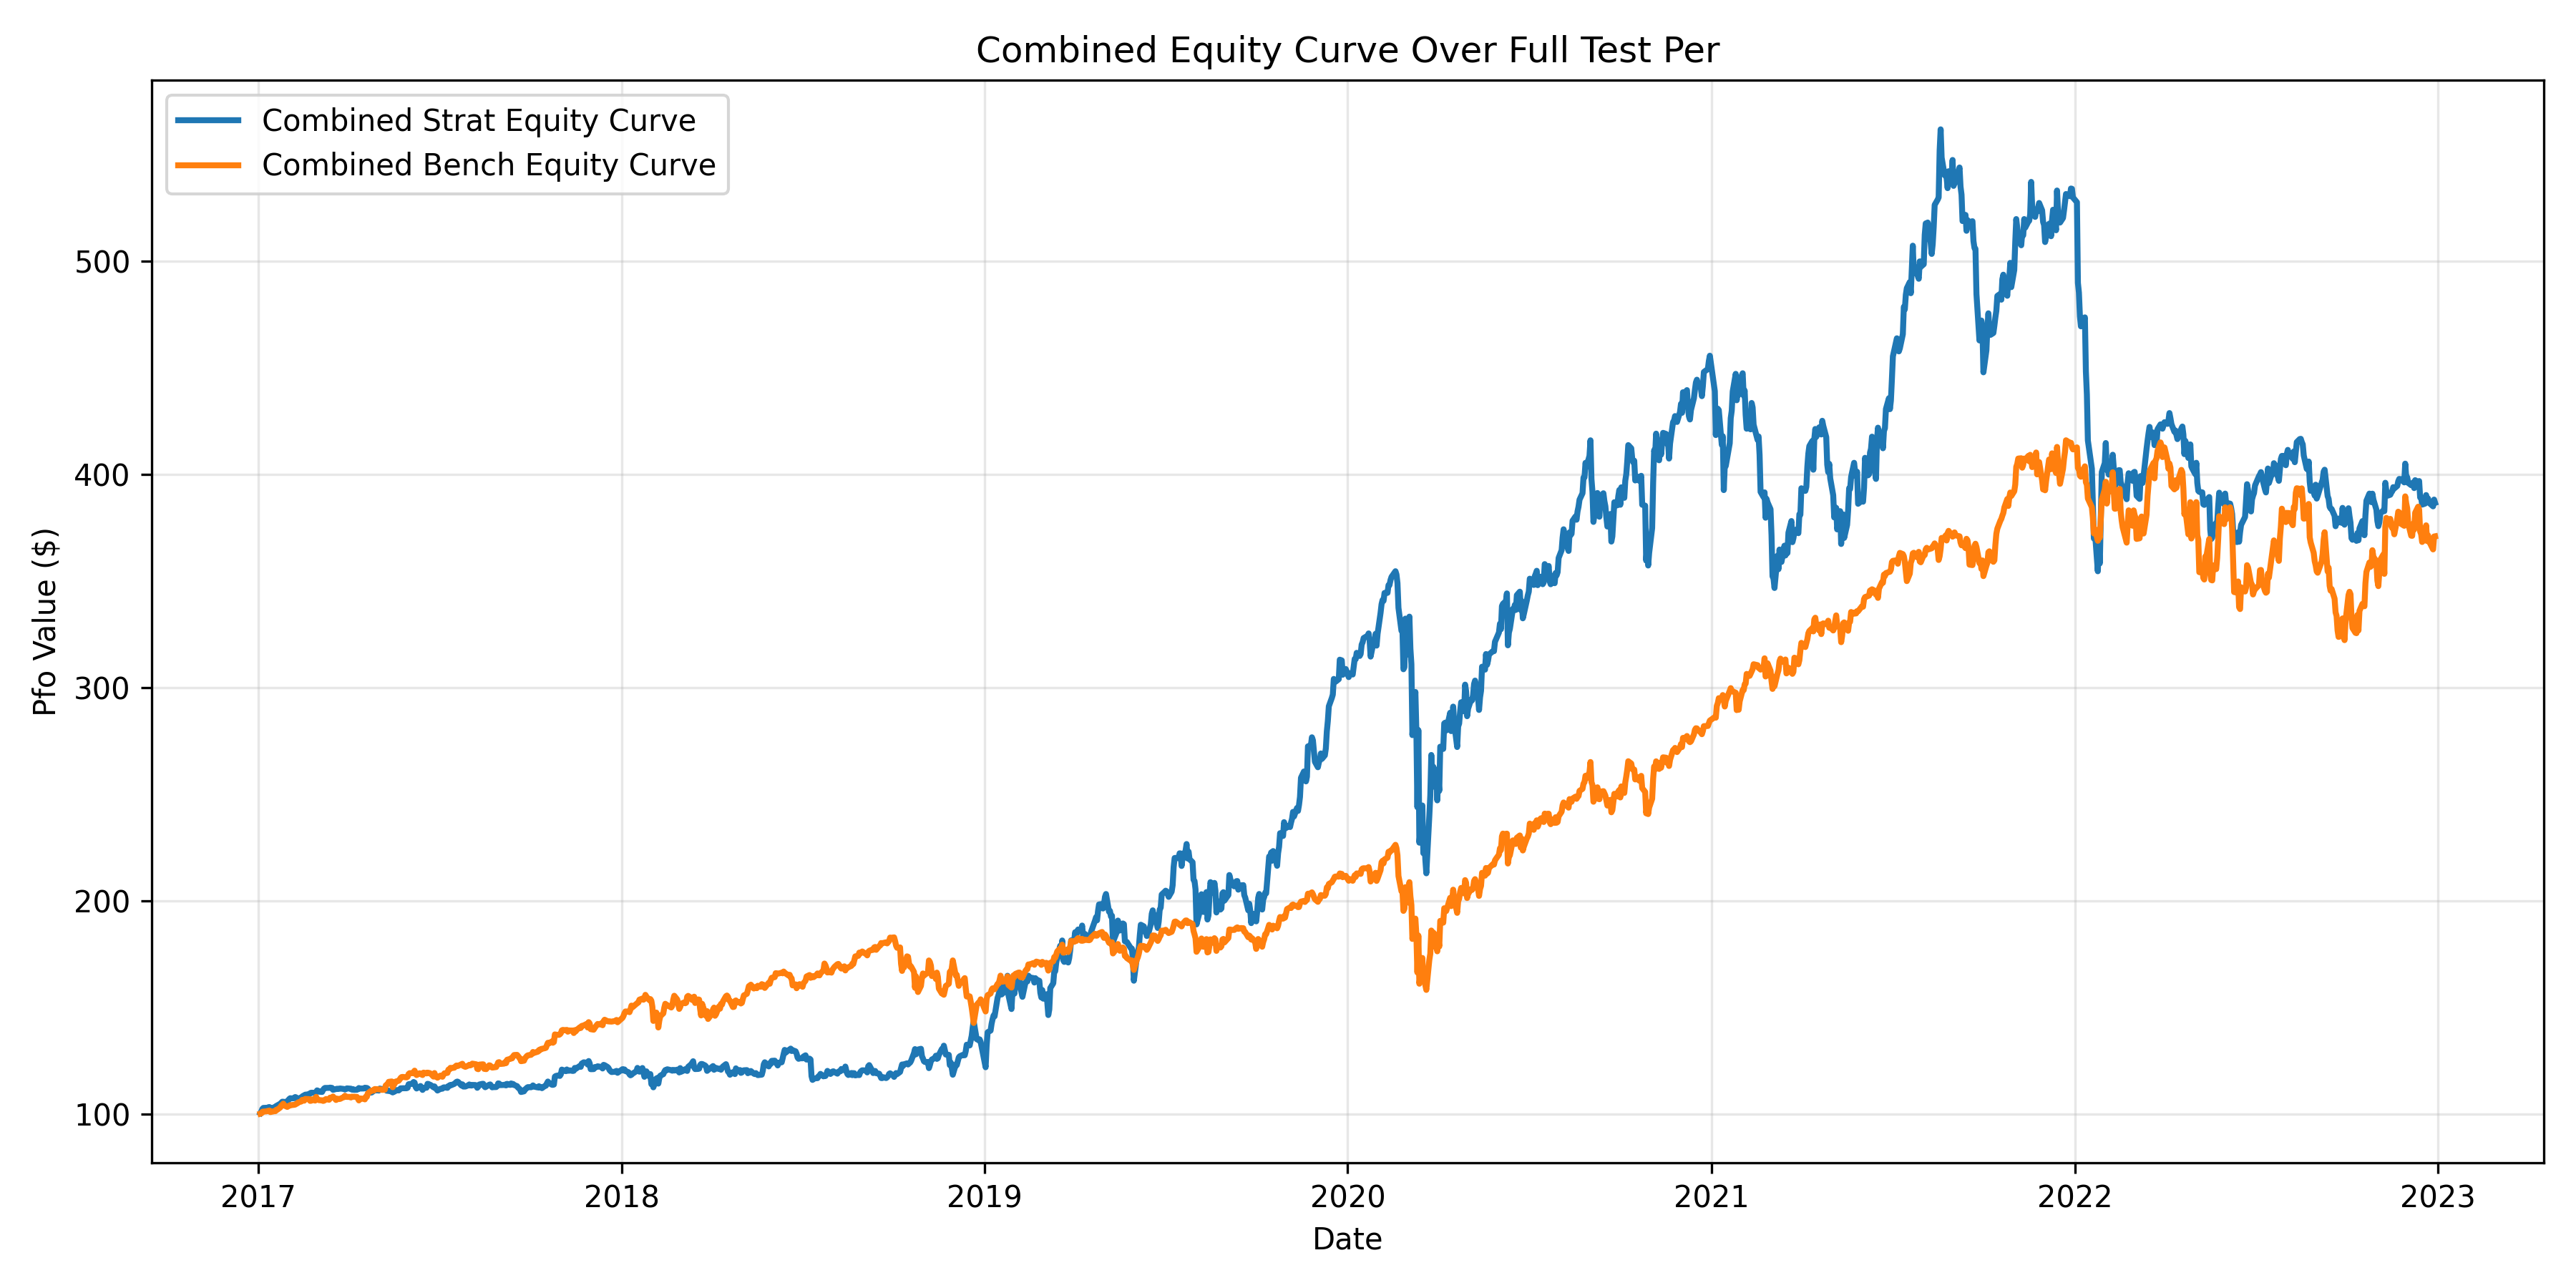 Combined Equity Curve Over Full Test Per
Combined Strat Equity Curve
Combined Bench Equity Curve
Pfo Value ($)
500
400
300
200
100
2017 2018 2019 2020 2021 2022 2023
Date